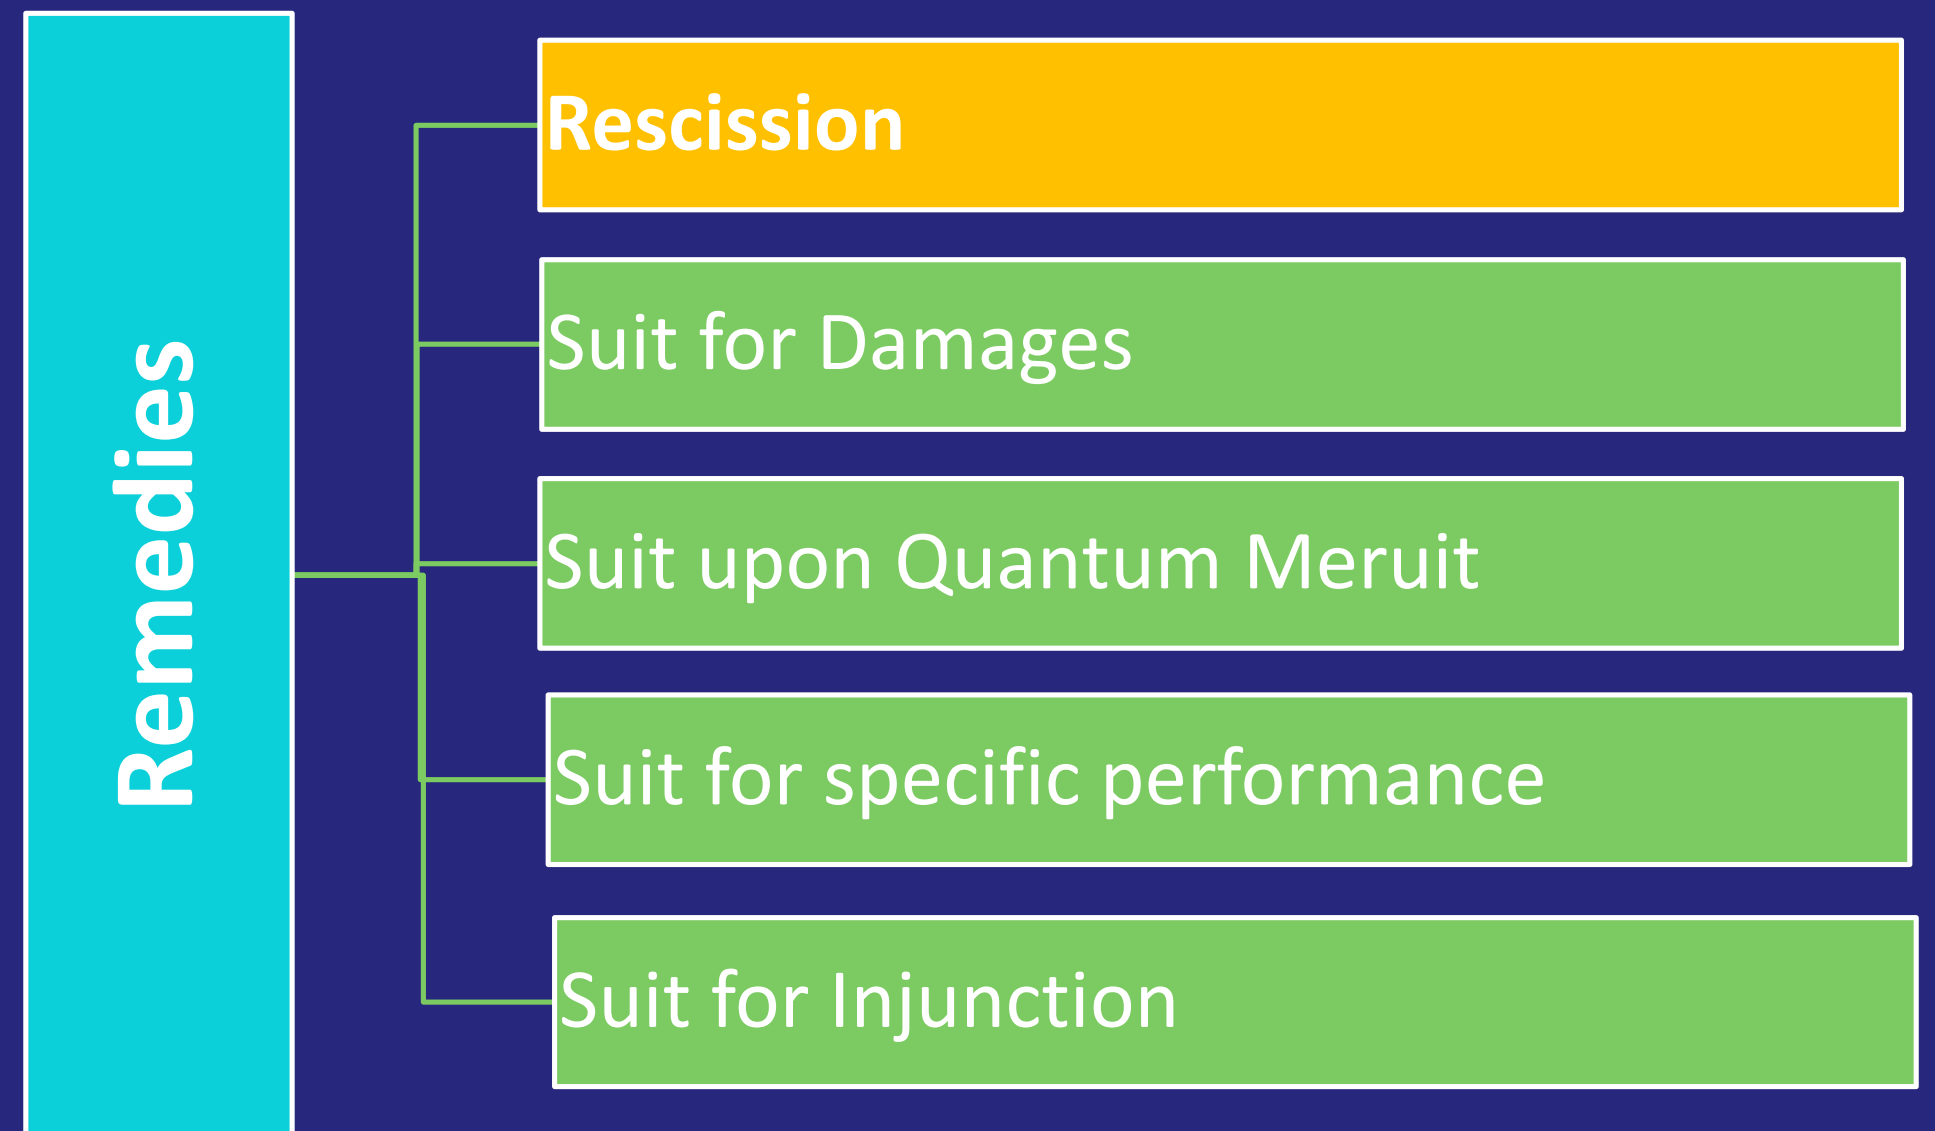 Remedies
Rescission
Suit for Damages
Suit upon Quantum Meruit
Suit for specific performance
Suit for Injunction